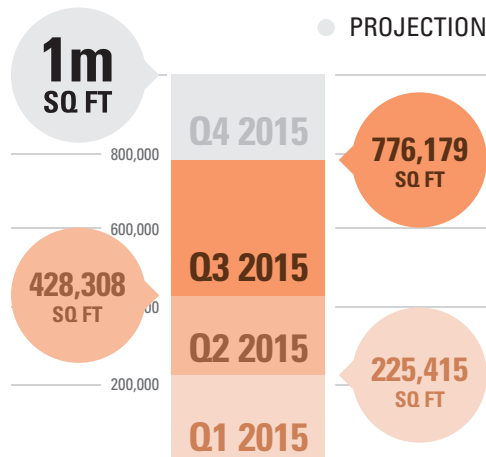 PROJECTION
1m
SQ FT
Q4 2015
800,000
776,179
SQ FT
600,000
Q3 2015
428,308
SQ FT
Q2 2015
200,000
225,415
SQ FT
Q1 2015